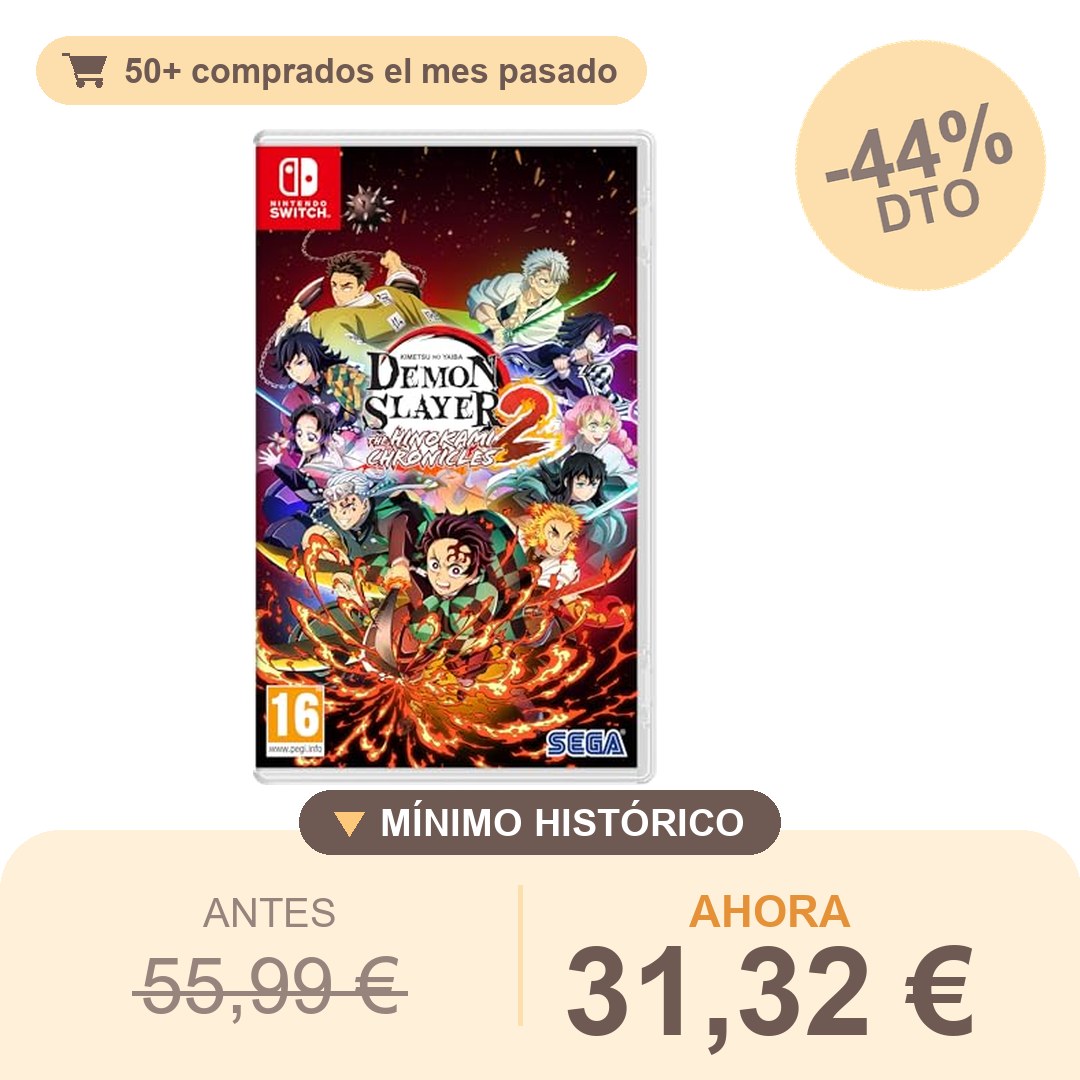 50+ comprados el mes pasado
-44%
DTO
NINTENDO
SWITCH™
KIMETSU NO YAIBA
DEMON
SLAYER 2
THE HINOKAMI
CHRONICLES
16
www.pegi.info
SEGA®
MÍNIMO HISTÓRICO
ANTES
55,99 €
AHORA
31,32 €